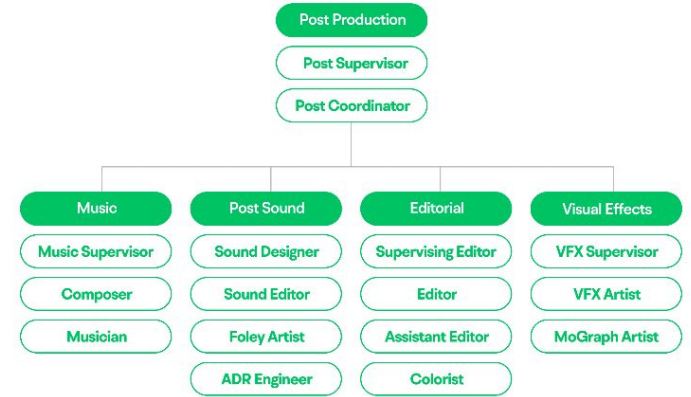 Post Production
Post Supervisor
Post Coordinator
Music
Music Supervisor
Composer
Musician
Post Sound
Sound Designer
Sound Editor
Foley Artist
ADR Engineer
Editorial
Supervising Editor
Editor
Assistant Editor
Colorist
Visual Effects
VFX Supervisor
VFX Artist
MoGraph Artist